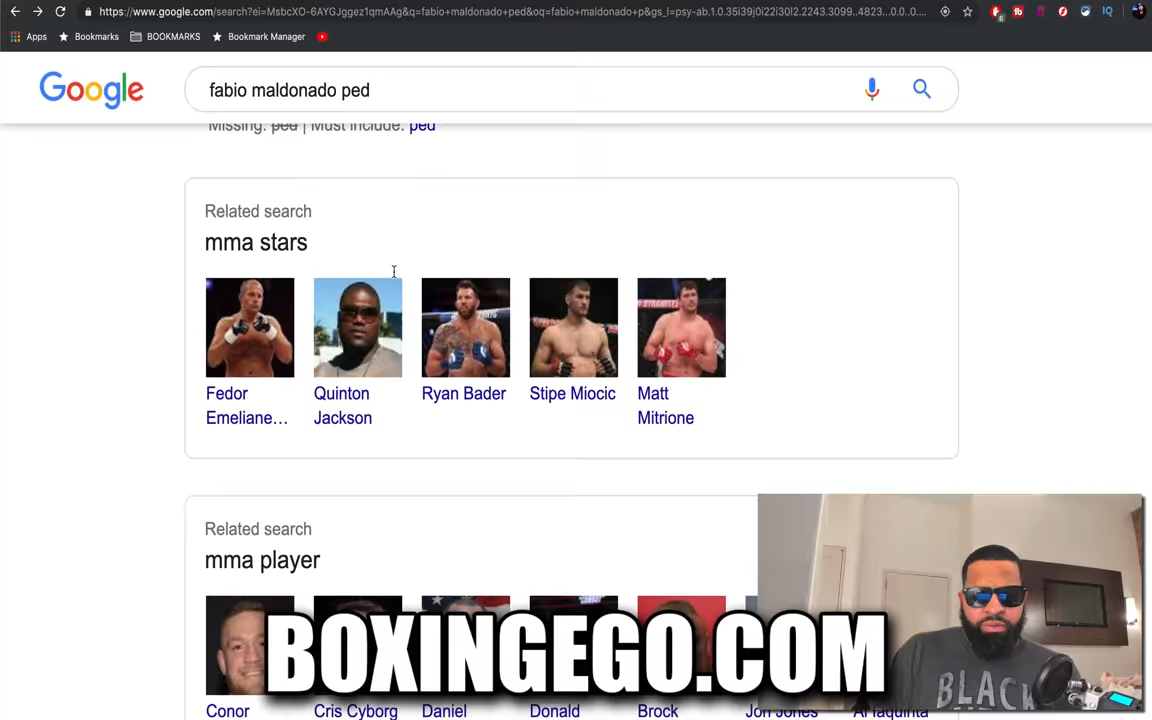 https://www.google.com/search?ei=MsbcXO-6AYGJggez1qmAAg&q=fabio+maldonado+ped&oq=fabio+maldonado+p&gs_l=psy-ab.1.0.35i39j0i22i30l2.2243.3099..4823...0.0..0....
6
IQ
Apps
Bookmarks
BOOKMARKS
Bookmark Manager
Google
fabio maldonado ped
Missing: ped | Must include: ped
Related search
mma stars
Fedor Emeliane…
Quinton Jackson
Ryan Bader
Stipe Miocic
Matt Mitrione
Related search
mma player
BOXINGEGO.COM
BLACK
Conor
Cris Cyborg
Daniel
Donald
Brock
Jon Jones
Al Iaquinta